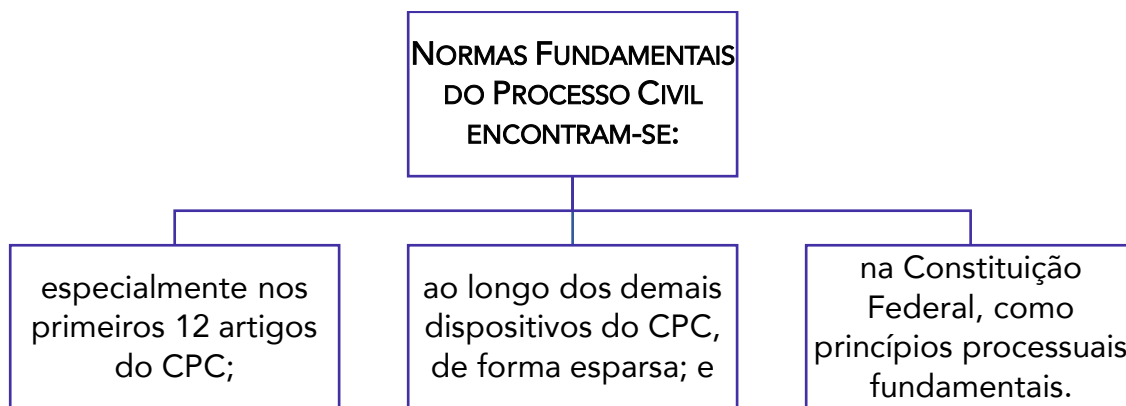 NORMAS FUNDAMENTAIS
DO PROCESSO CIVIL
ENCONTRAM-SE:
especialmente nos
primeiros 12 artigos
do CPC;
ao longo dos demais
dispositivos do CPC,
de forma esparsa; e
na Constituição
Federal, como
princípios processuais
fundamentais.